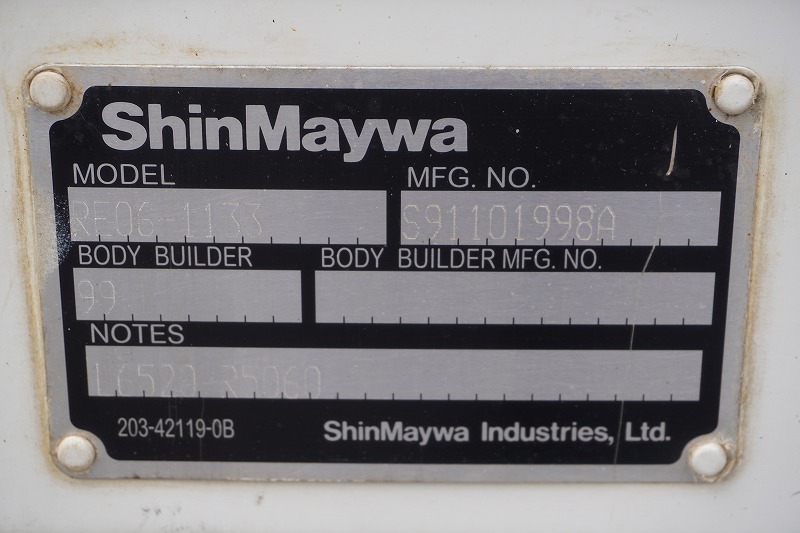 ShinMaywa
MODEL MFG. NO.
RF06-1133 S91101998A
BODY BUILDER BODY BUILDER MFG. NO.
99
NOTES
L6520 R5060
203-42119-0B ShinMaywa Industries, Ltd.